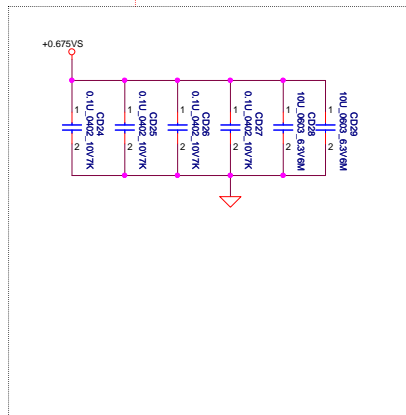 +0.675VS
1
2
CD24
0.1U_0402_10V7K
1
2
CD25
0.1U_0402_10V7K
1
2
CD26
0.1U_0402_10V7K
1
2
CD27
0.1U_0402_10V7K
1
2
CD28
10U_0603_6.3V6M
1
2
CD29
10U_0603_6.3V6M